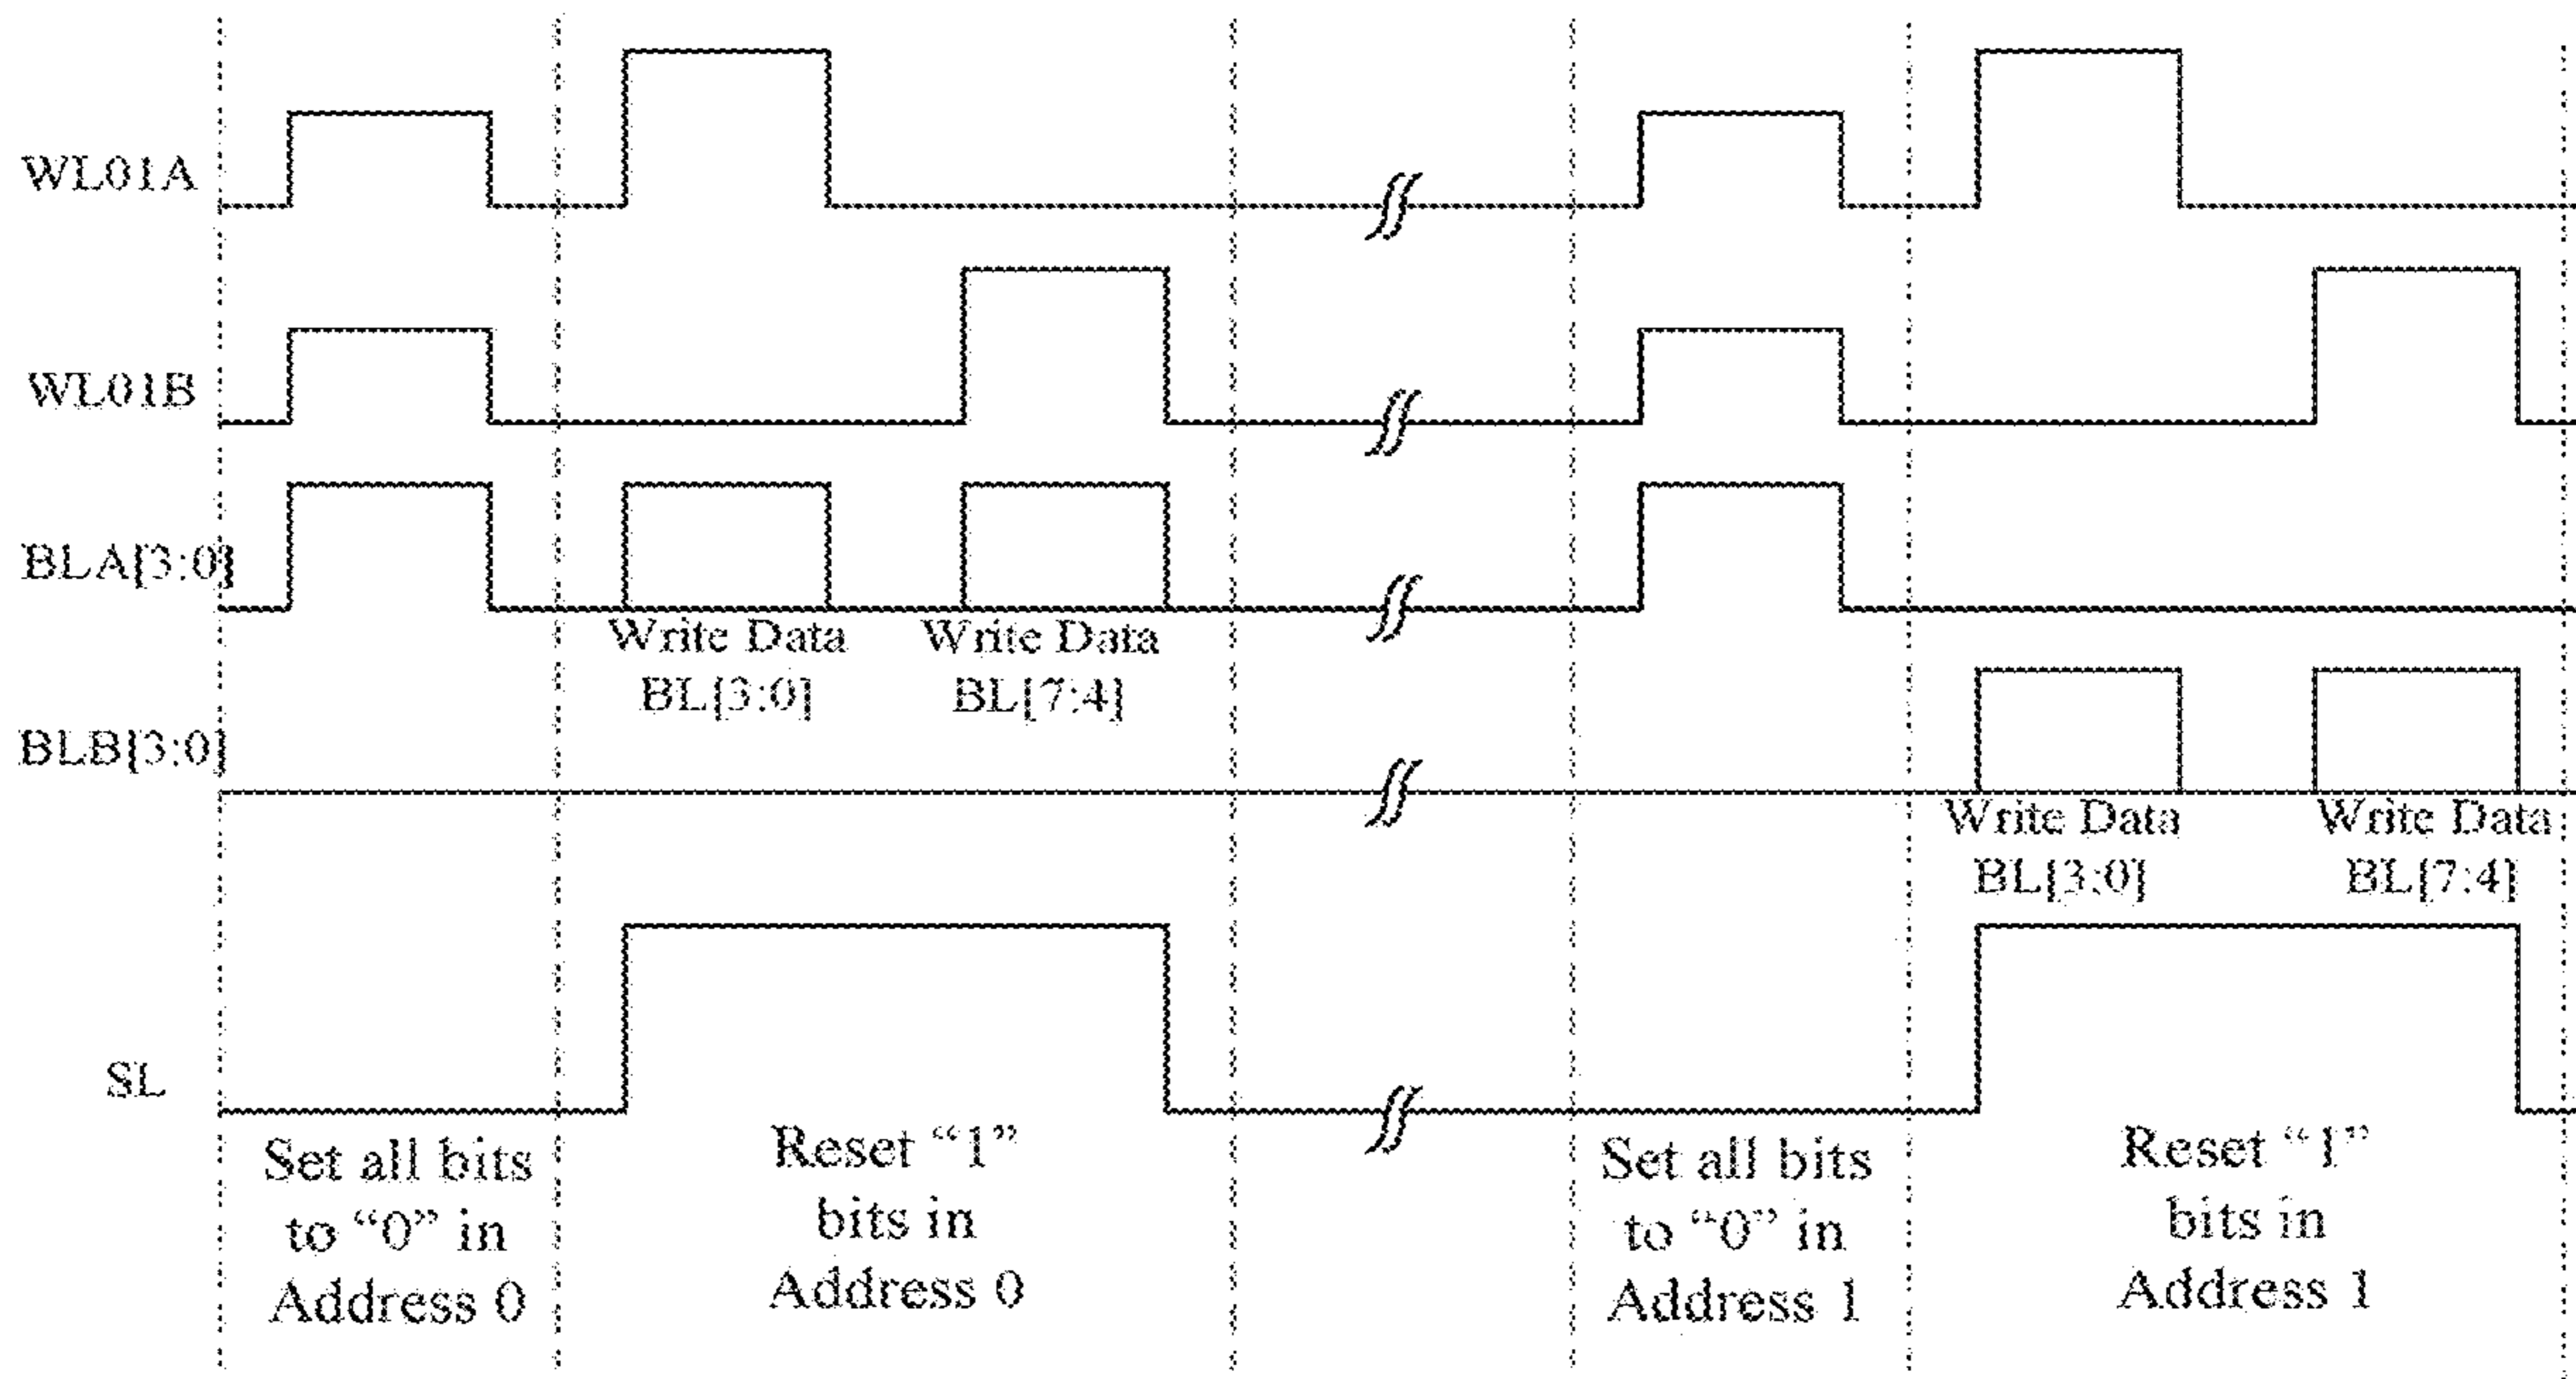 WL01A
WL01B
BLA[3:0]
Write Data
BL[3:0]
Write Data
BL[7:4]
BLB[3:0]
Write Data
BL[3:0]
Write Data
BL[7:4]
SL
Set all bits
to “0” in
Address 0
Reset “1”
bits in
Address 0
Set all bits
to “0” in
Address 1
Reset “1”
bits in
Address 1